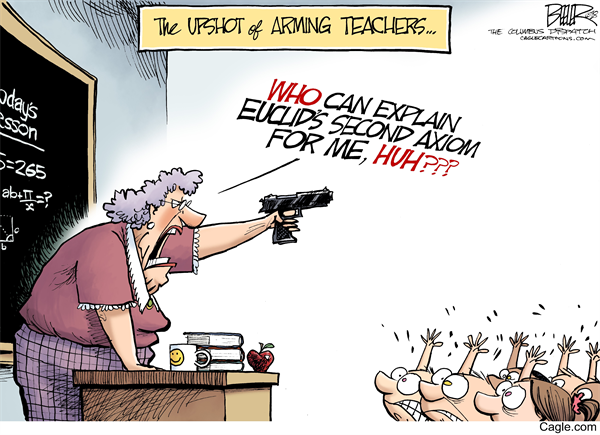 The UPSHOT of ARMING TEACHERS...
BEELER
THE COLUMBUS DISPATCH
CAGLECARTOONS.COM
WHO CAN EXPLAIN
EUCLID'S SECOND AXIOM
FOR ME, HUH???
oday's
esson
5=265
ab+π/x=?
c
Cagle.com